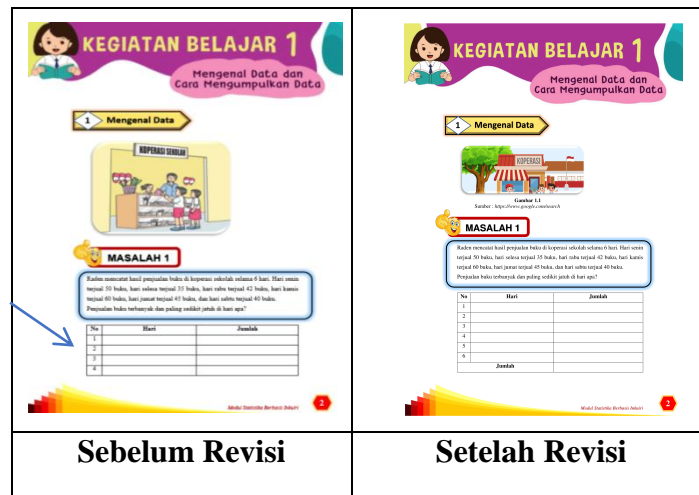 KEGIATAN BELAJAR 1
Mengenal Data dan
Cara Mengumpulkan Data
1 Mengenal Data
KOPERASI SEKOLAH
MASALAH 1
Raden mencatat hasil penjualan buku di koperasi sekolah selama 6 hari. Hari senin
terjual 50 buku, hari selasa terjual 35 buku, hari rabu terjual 42 buku, hari kamis
terjual 60 buku, hari jumat terjual 45 buku, dan hari sabtu terjual 40 buku.
Penjualan buku terbanyak dan paling sedikit jatuh di hari apa?
No Hari Jumlah
1
2
3
4
Modul Statistika Berbasis Inkuiri 2
Sebelum Revisi
KEGIATAN BELAJAR 1
Mengenal Data dan
Cara Mengumpulkan Data
1 Mengenal Data
KOPERASI
Gambar 1.1
Sumber : https://www.google.com/search
MASALAH 1
Raden mencatat hasil penjualan buku di koperasi sekolah selama 6 hari. Hari senin
terjual 50 buku, hari selasa terjual 35 buku, hari rabu terjual 42 buku, hari kamis
terjual 60 buku, hari jumat terjual 45 buku, dan hari sabtu terjual 40 buku.
Penjualan buku terbanyak dan paling sedikit jatuh di hari apa?
No Hari Jumlah
1
2
3
4
5
6
Jumlah
Modul Statistika Berbasis Inkuiri 2
Setelah Revisi